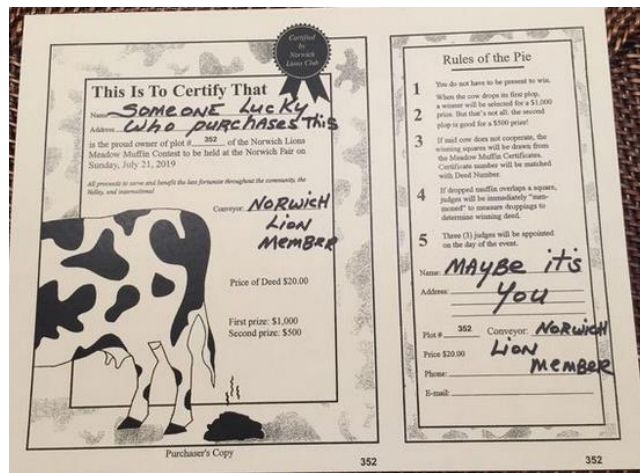 Certified
by
Norwich
Lions Club
This Is To Certify That
Name SOMEONE LUCKY
Address WHO PURCHASES THIS
is the proud owner of plot # 352 of the Norwich Lions
Meadow Muffin Contest to be held at the Norwich Fair on
Sunday, July 21, 2019
All proceeds to serve and benefit the less fortunate throughout the community, the
Valley, and international
Conveyor: NORWICH
LION
MEMBER
Price of Deed $20.00
First prize: $1,000
Second prize: $500
Purchaser's Copy
352
Rules of the Pie
1 You do not have to be present to win.
2 When the cow drops its first plop,
a winner will be selected for a $1,000
prize. But that's not all: the second
plop is good for a $500 prize!
3 If said cow does not cooperate, the
winning squares will be drawn from
the Meadow Muffin Certificates.
Certificate number will be matched
with Deed Number.
4 If dropped muffin overlaps a square,
judges will be immediately "sum-
moned" to measure droppings to
determine winning deed.
5 Three (3) judges will be appointed
on the day of the event.
Name: MAYBE it's
Address: YOU
Plot # 352 Conveyor: NORWICH
Price $20.00 LION
Phone: MEMBER
E-mail:
352